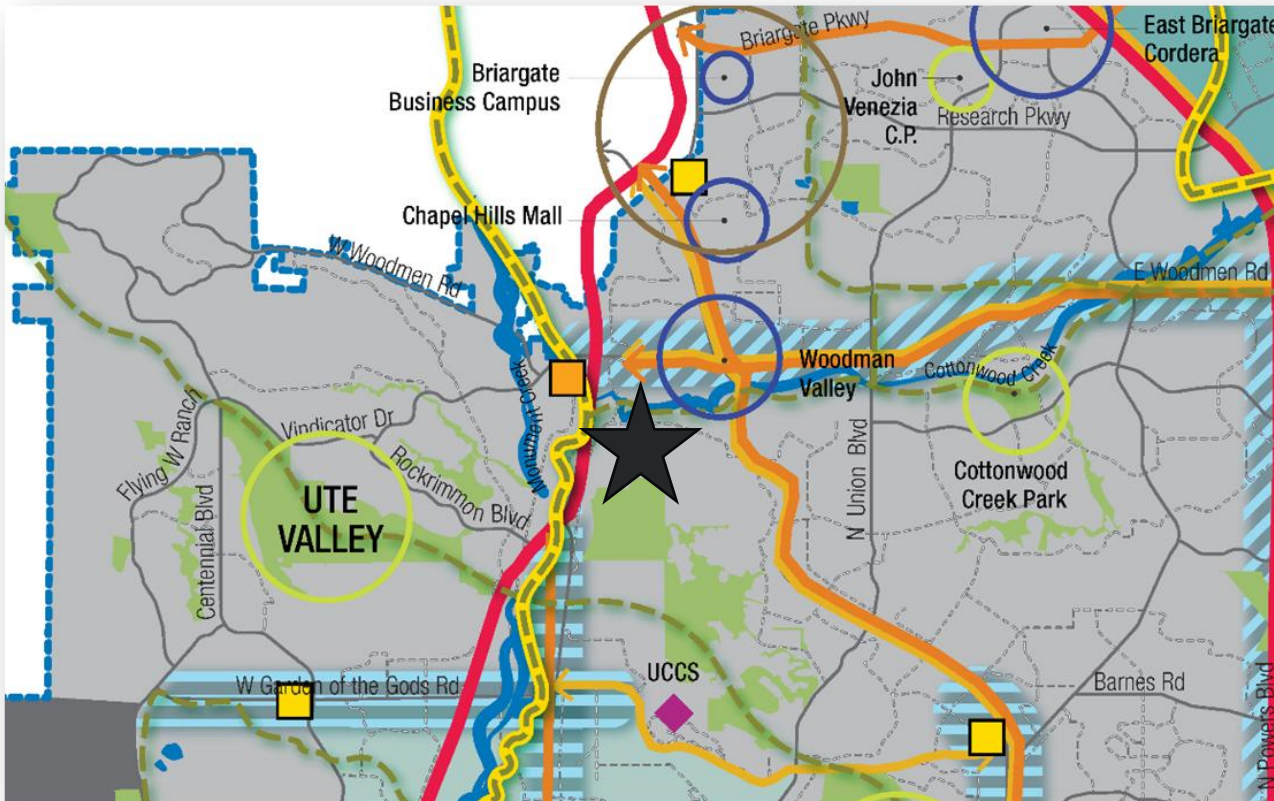 Briargate Pkwy
East Briargate
Cordera
Briargate
Business Campus
John
Venezia
C.P.
Research Pkwy
Chapel Hills Mall
W Woodmen Rd
E Woodmen Rd
Woodman
Valley
Cottonwood Creek
Monument Creek
Flying W Ranch
Vindicator Dr
Rockrimmon Blvd
UTE
VALLEY
Centennial Blvd
N Union Blvd
Cottonwood
Creek Park
UCCS
W Garden of the Gods Rd
Barnes Rd
N Powers Blvd